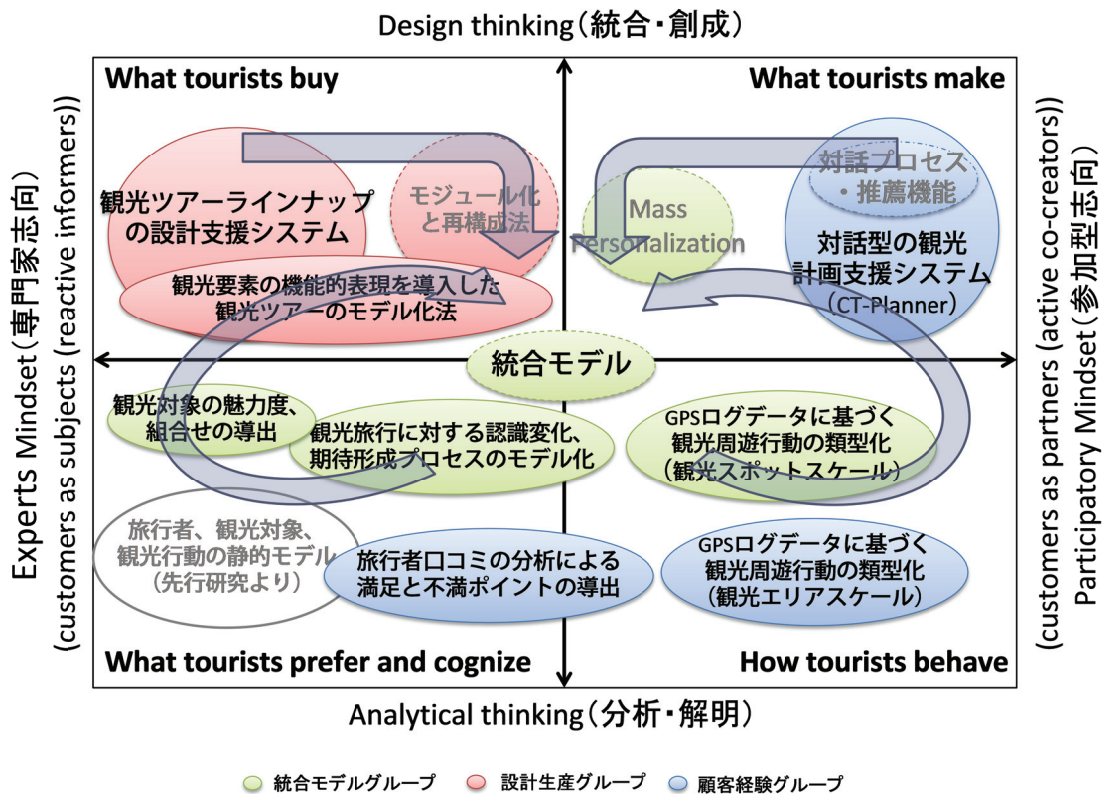 Design thinking(統合・創成)
What tourists buy
What tourists make
観光ツアーラインナップ
の設計支援システム
モジュール化
と再構成法
Mass
Personalization
対話プロセス
・推薦機能
対話型の観光
計画支援システム
(CT-Planner)
観光要素の機能的表現を導入した
観光ツアーのモデル化法
統合モデル
観光対象の魅力度、
組合せの導出
観光旅行に対する認識変化、
期待形成プロセスのモデル化
GPSログデータに基づく
観光周遊行動の類型化
(観光スポットスケール)
旅行者、観光対象、
観光行動の静的モデル
(先行研究より)
旅行者口コミの分析による
満足と不満ポイントの導出
GPSログデータに基づく
観光周遊行動の類型化
(観光エリアスケール)
What tourists prefer and cognize
How tourists behave
Analytical thinking(分析・解明)
Experts Mindset(専門家志向)
(customers as subjects (reactive informers))
(customers as partners (active co-creators))
Participatory Mindset(参加型志向)
統合モデルグループ
設計生産グループ
顧客経験グループ